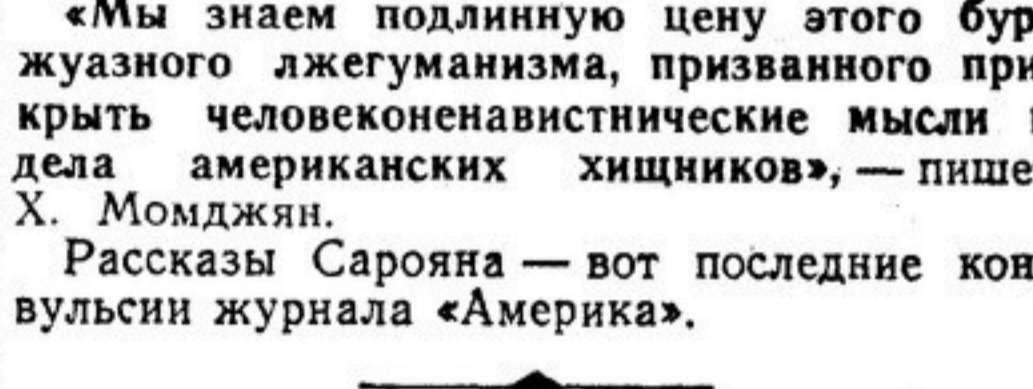 «Мы знаем подлинную цену этого бур
жуазного лжегуманизма, призванного при
крыть человеконенавистнические мысли
дела американских хищников», — пише
Х. Момджян.
Рассказы Сарояна — вот последние кон
вульсии журнала «Америка».